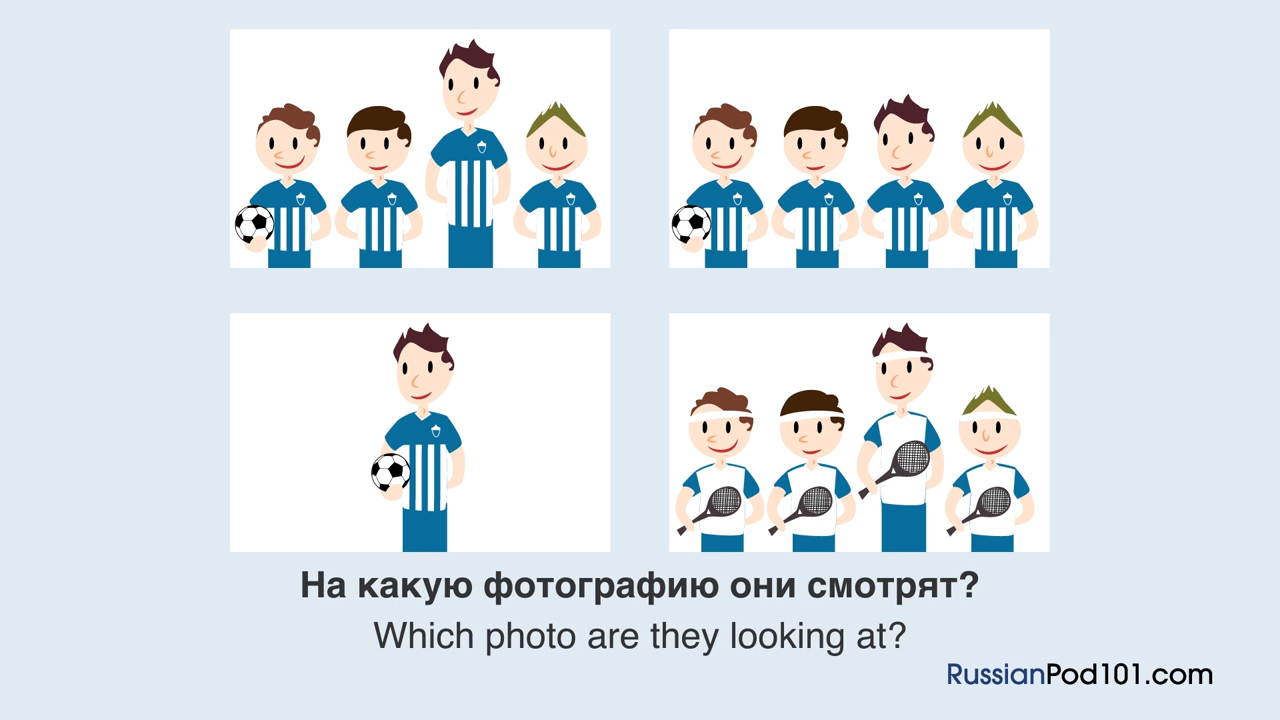 На какую фотографию они смотрят?
Which photo are they looking at?
RussianPod101.com